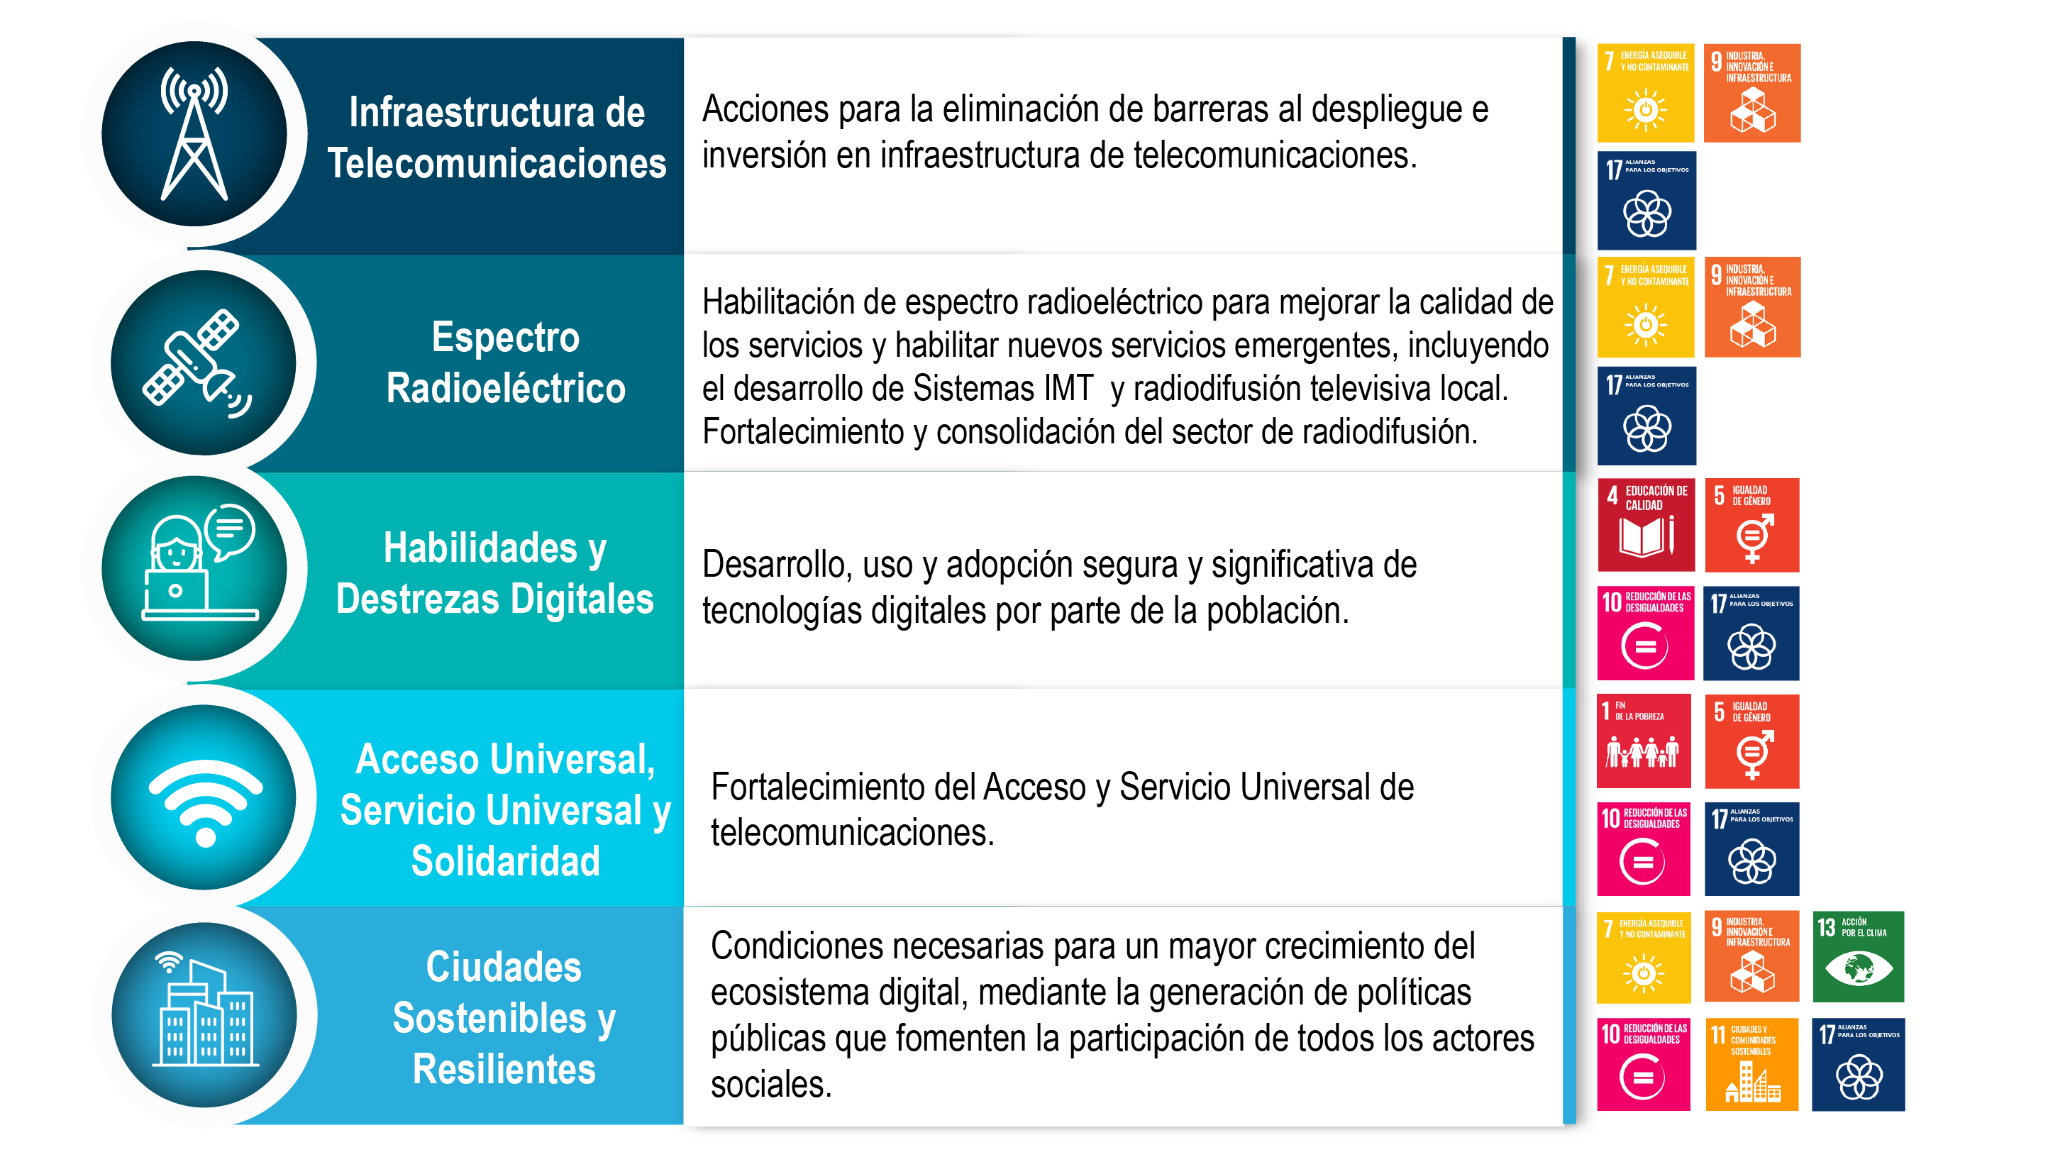 Infraestructura de
Telecomunicaciones
Acciones para la eliminación de barreras al despliegue e
inversión en infraestructura de telecomunicaciones.
7 ENERGÍA ASEQUIBLE
Y NO CONTAMINANTE
9 INDUSTRIA,
INNOVACIÓN E
INFRAESTRUCTURA
17 ALIANZAS
PARA LOS OBJETIVOS
Espectro
Radioeléctrico
Habilitación de espectro radioeléctrico para mejorar la calidad de
los servicios y habilitar nuevos servicios emergentes, incluyendo
el desarrollo de Sistemas IMT y radiodifusión televisiva local.
Fortalecimiento y consolidación del sector de radiodifusión.
7 ENERGÍA ASEQUIBLE
Y NO CONTAMINANTE
9 INDUSTRIA,
INNOVACIÓN E
INFRAESTRUCTURA
17 ALIANZAS
PARA LOS OBJETIVOS
Habilidades y
Destrezas Digitales
Desarrollo, uso y adopción segura y significativa de
tecnologías digitales por parte de la población.
4 EDUCACIÓN DE
CALIDAD
5 IGUALDAD
DE GÉNERO
10 REDUCCIÓN DE LAS
DESIGUALDADES
17 ALIANZAS
PARA LOS OBJETIVOS
Acceso Universal,
Servicio Universal y
Solidaridad
Fortalecimiento del Acceso y Servicio Universal de
telecomunicaciones.
1 FIN
DE LA POBREZA
5 IGUALDAD
DE GÉNERO
10 REDUCCIÓN DE LAS
DESIGUALDADES
17 ALIANZAS
PARA LOS OBJETIVOS
Ciudades
Sostenibles y
Resilientes
Condiciones necesarias para un mayor crecimiento del
ecosistema digital, mediante la generación de políticas
públicas que fomenten la participación de todos los actores
sociales.
7 ENERGÍA ASEQUIBLE
Y NO CONTAMINANTE
9 INDUSTRIA,
INNOVACIÓN E
INFRAESTRUCTURA
13 ACCIÓN
POR EL CLIMA
10 REDUCCIÓN DE LAS
DESIGUALDADES
11 CIUDADES Y
COMUNIDADES
SOSTENIBLES
17 ALIANZAS
PARA LOS OBJETIVOS